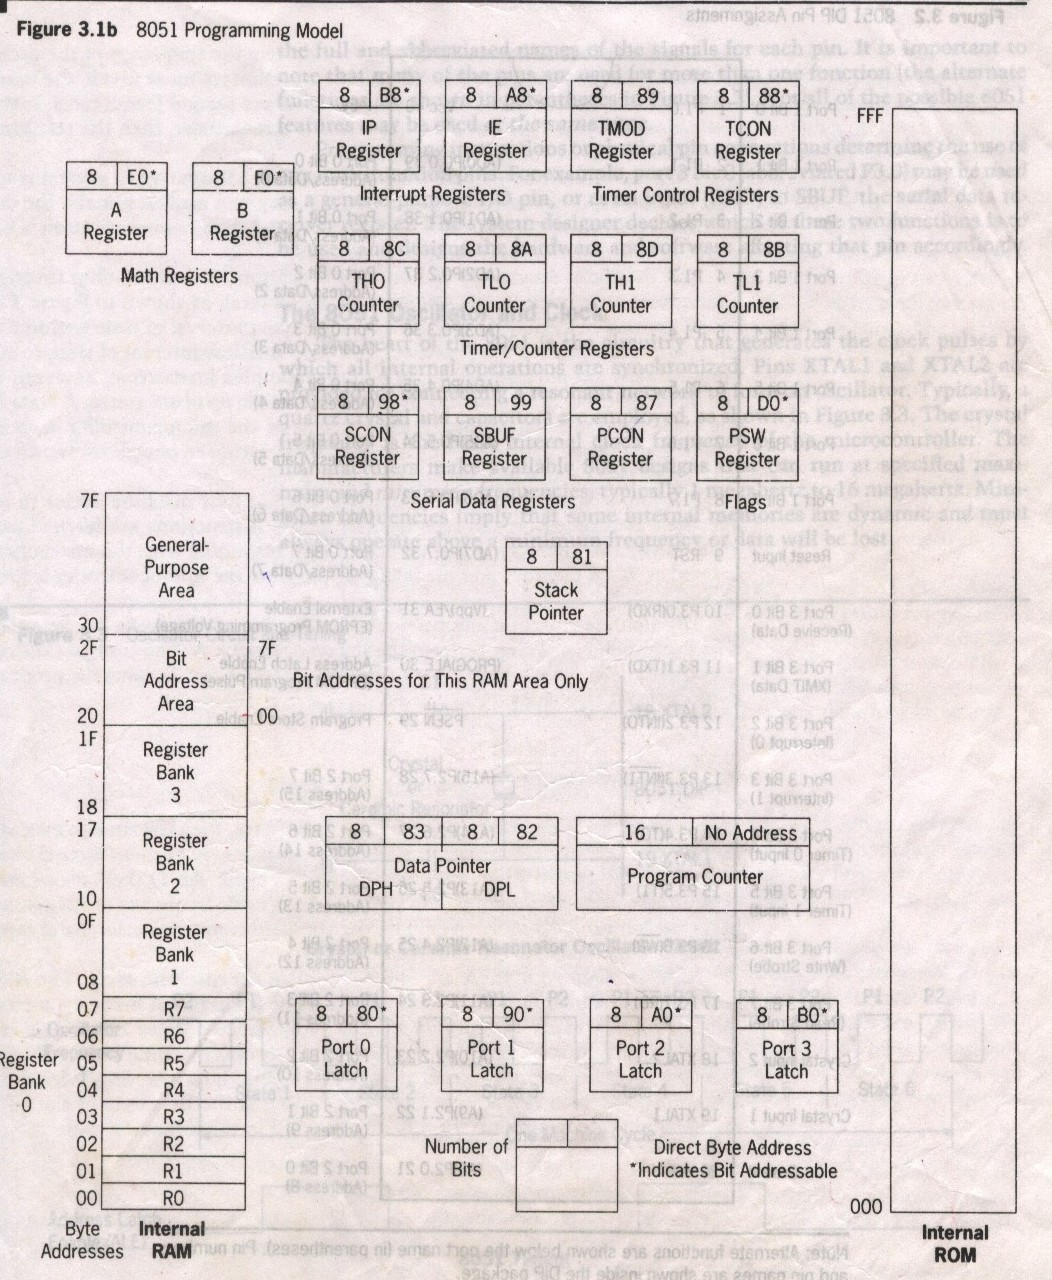 Figure 3.1b 8051 Programming Model
8 B8* 8 A8* 8 89 8 88*
IP IE TMOD TCON
Register Register Register Register
FFF
8 E0* 8 F0*
A B
Register Register
Interrupt Registers Timer Control Registers
Math Registers
8 8C 8 8A 8 8D 8 8B
THO TLO TH1 TL1
Counter Counter Counter Counter
Timer/Counter Registers
8 98* 8 99 8 87 8 D0*
SCON SBUF PCON PSW
Register Register Register Register
Serial Data Registers Flags
7F
General-
Purpose
Area
30
8 81
Stack
Pointer
2F 7F
Bit
Address
Area
Bit Addresses for This RAM Area Only
20 00
1F
Register
Bank
3
18
17
Register
Bank
2
10
8 83 8 82
Data Pointer
DPH DPL
16 No Address
Program Counter
0F
Register
Bank
1
08
07 R7
06 R6
05 R5
04 R4
03 R3
02 R2
01 R1
00 R0
Register
Bank
0
8 80* 8 90* 8 A0* 8 B0*
Port 0 Port 1 Port 2 Port 3
Latch Latch Latch Latch
Number of
Bits
Direct Byte Address
*Indicates Bit Addressable
000
Byte
Addresses
Internal
RAM
Internal
ROM